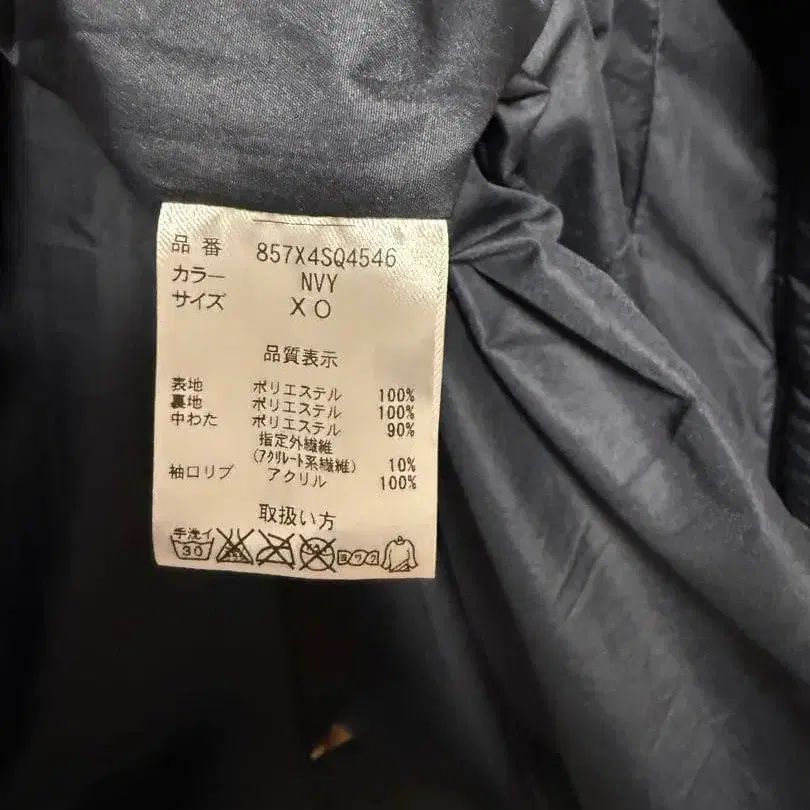 品番 857X4SQ4546
カラー NVY
サイズ XO
品質表示
表地 ポリエステル 100%
裏地 ポリエステル 100%
中わた ポリエステル 90%
指定外繊維
(アクリレート系繊維) 10%
袖口リブ アクリル 100%
取扱い方
手洗イ
30 ヨワク